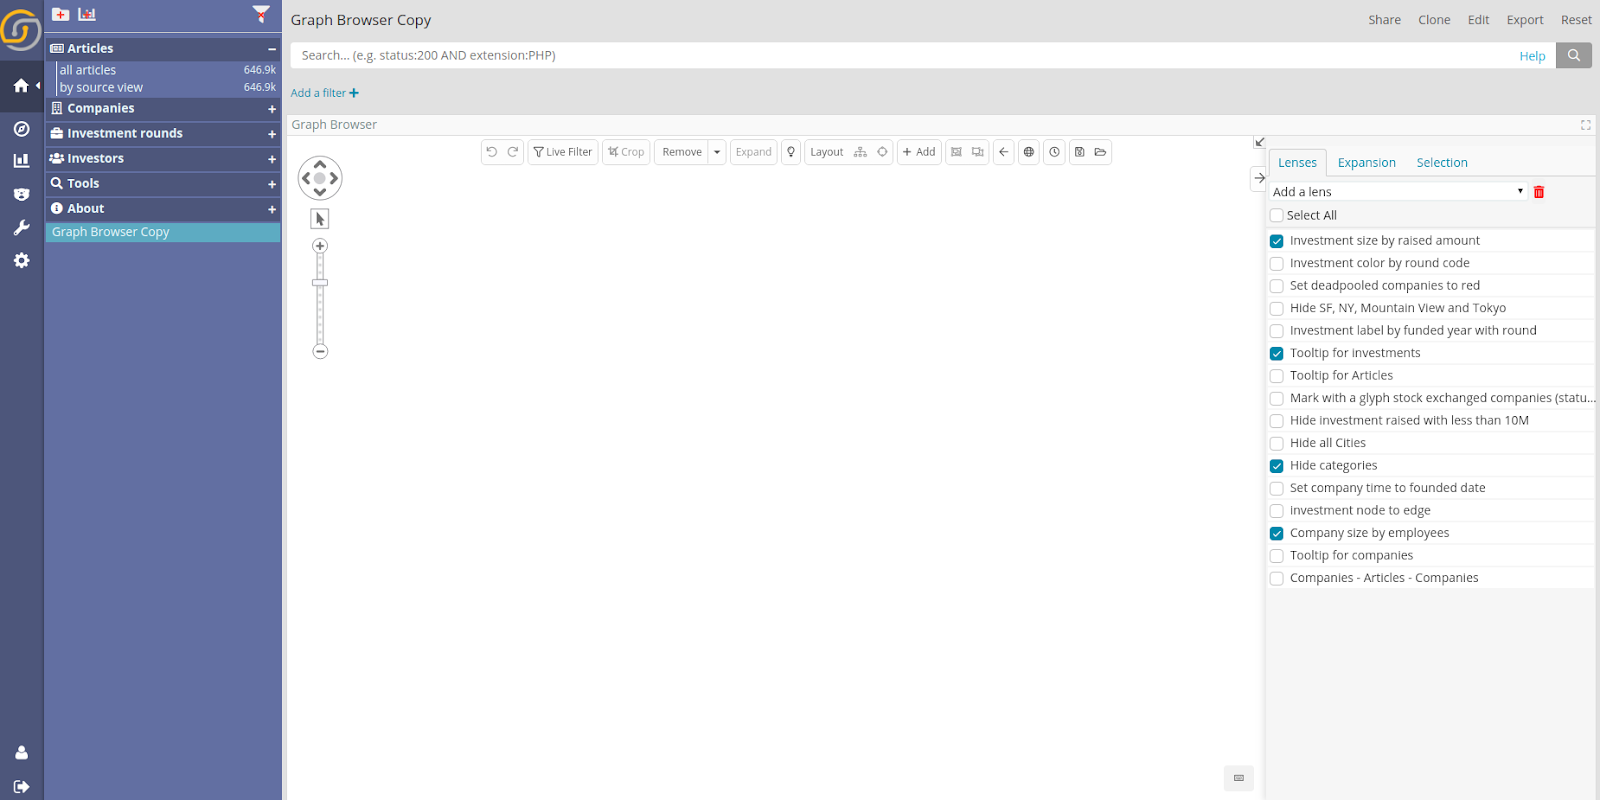 Graph Browser Copy
Share Clone Edit Export Reset
Search... (e.g. status:200 AND extension:PHP)
Help
Add a filter
Articles
all articles 646.9k
by source view 646.9k
Companies
Investment rounds
Investors
Tools
About
Graph Browser Copy
Graph Browser
Live Filter Crop Remove Expand Layout Add
Lenses Expansion Selection
Add a lens
Select All
Investment size by raised amount
Investment color by round code
Set deadpooled companies to red
Hide SF, NY, Mountain View and Tokyo
Investment label by funded year with round
Tooltip for investments
Tooltip for Articles
Mark with a glyph stock exchanged companies (statu...
Hide investment raised with less than 10M
Hide all Cities
Hide categories
Set company time to founded date
investment node to edge
Company size by employees
Tooltip for companies
Companies - Articles - Companies